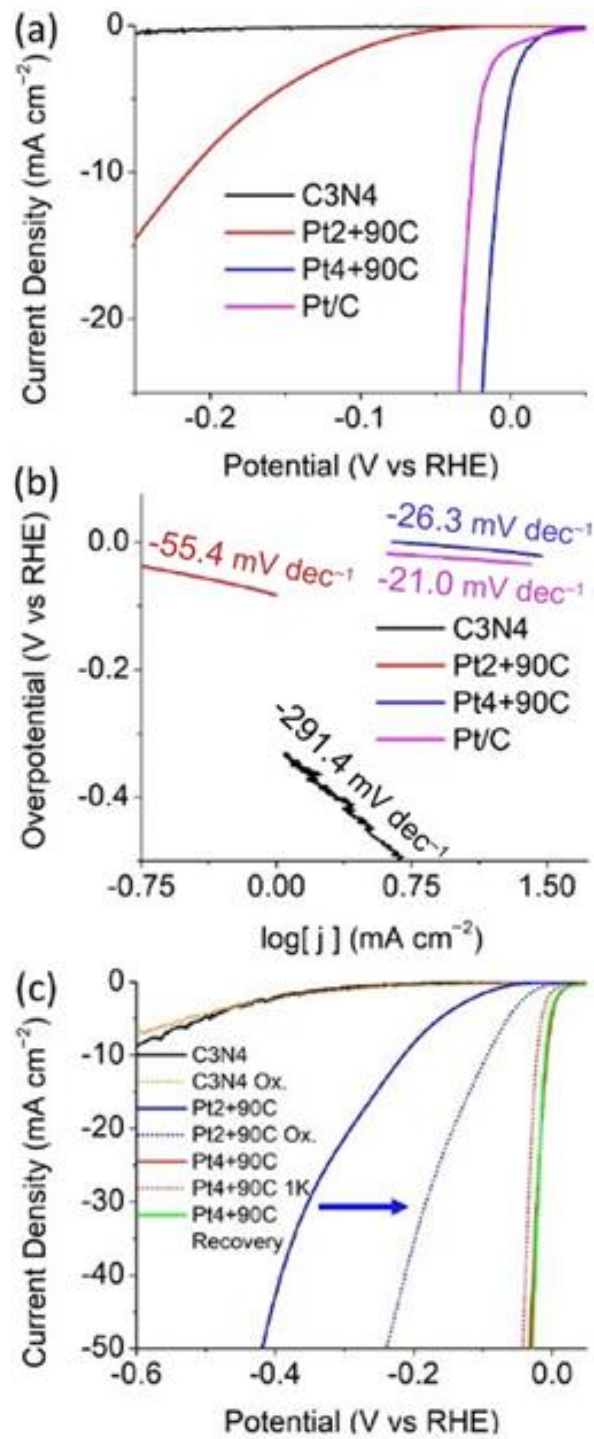 (a)
0
-10
-20
Current Density (mA cm⁻²)
C3N4
Pt2+90C
Pt4+90C
Pt/C
-0.2
-0.1
0.0
Potential (V vs RHE)
(b)
0.0
-0.2
-0.4
Overpotential (V vs RHE)
-55.4 mV dec⁻¹
-26.3 mV dec⁻¹
-21.0 mV dec⁻¹
C3N4
Pt2+90C
Pt4+90C
Pt/C
-291.4 mV dec⁻¹
-0.75
0.00
0.75
1.50
log[ j ] (mA cm⁻²)
(c)
0
-10
-20
-30
-40
-50
Current Density (mA cm⁻²)
C3N4
C3N4 Ox.
Pt2+90C
Pt2+90C Ox.
Pt4+90C
Pt4+90C 1K
Pt4+90C
Recovery
-0.6
-0.4
-0.2
0.0
Potential (V vs RHE)